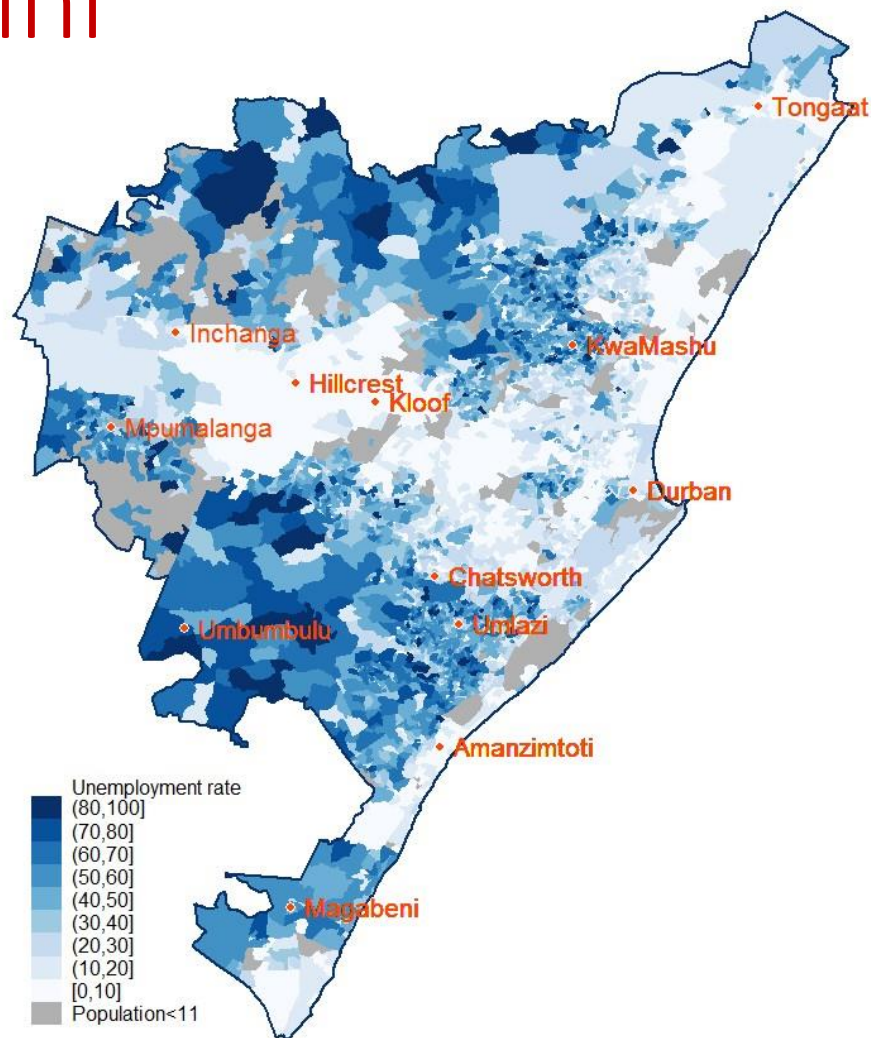 Tongaat
Inchanga
KwaMashu
Hillcrest
Kloof
Mpumalanga
Durban
Chatsworth
Umbumbulu
Umlazi
Amanzimtoti
Magabeni
Unemployment rate
(80,100]
(70,80]
(60,70]
(50,60]
(40,50]
(30,40]
(20,30]
(10,20]
[0,10]
Population<11